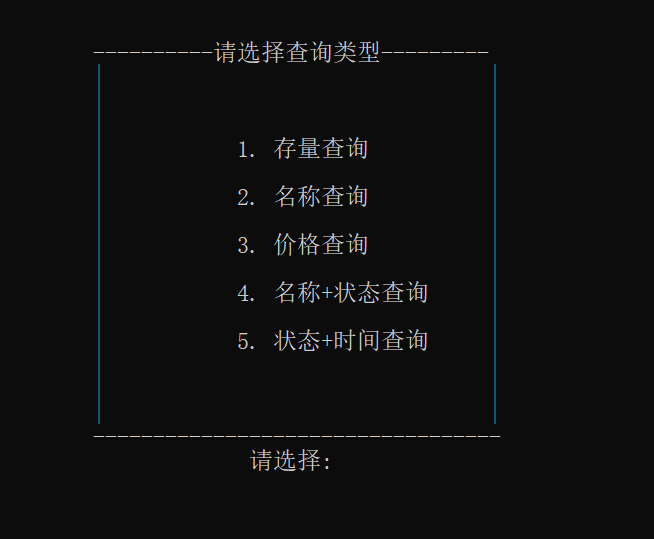 ----------请选择查询类型---------
1. 存量查询
2. 名称查询
3. 价格查询
4. 名称+状态查询
5. 状态+时间查询
----------------------------------
请选择: